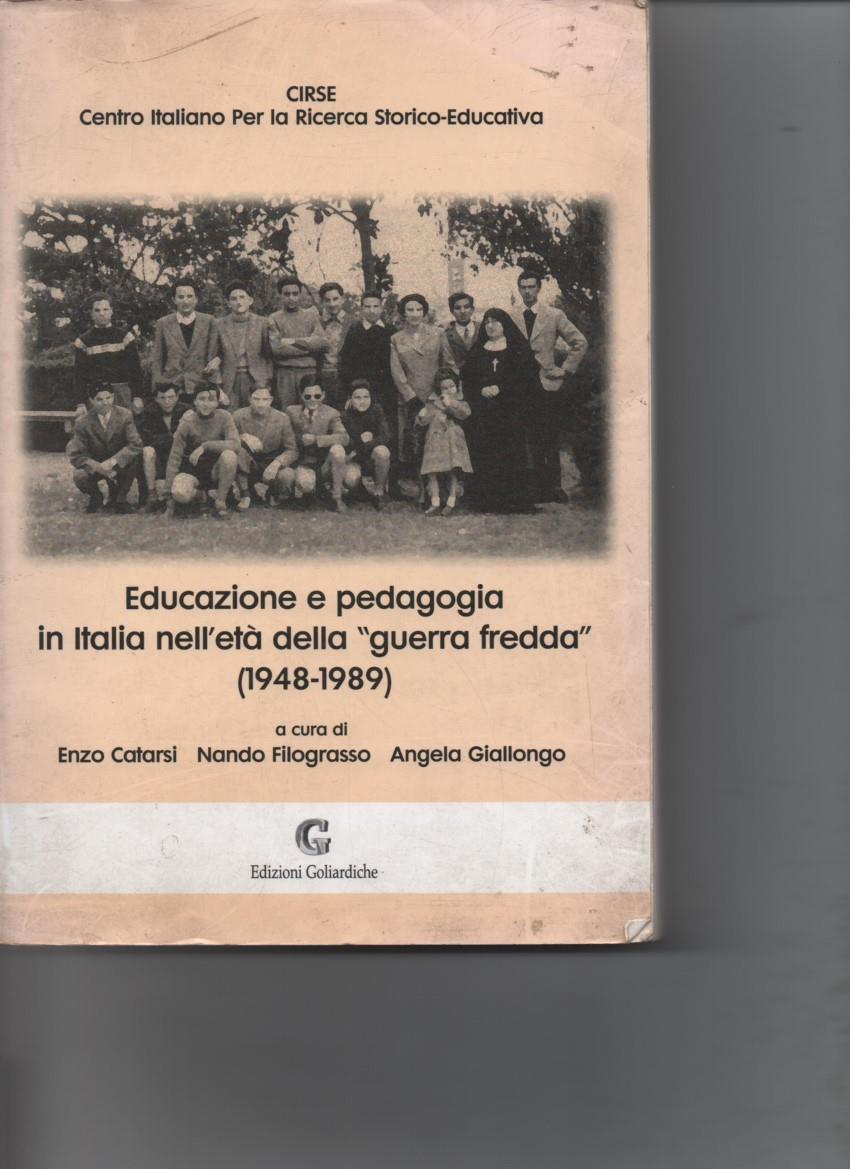 CIRSE
Centro Italiano Per la Ricerca Storico-Educativa
Educazione e pedagogia
in Italia nell'età della "guerra fredda"
(1948-1989)
a cura di
Enzo Catarsi Nando Filograsso Angela Giallongo
G
Edizioni Goliardiche